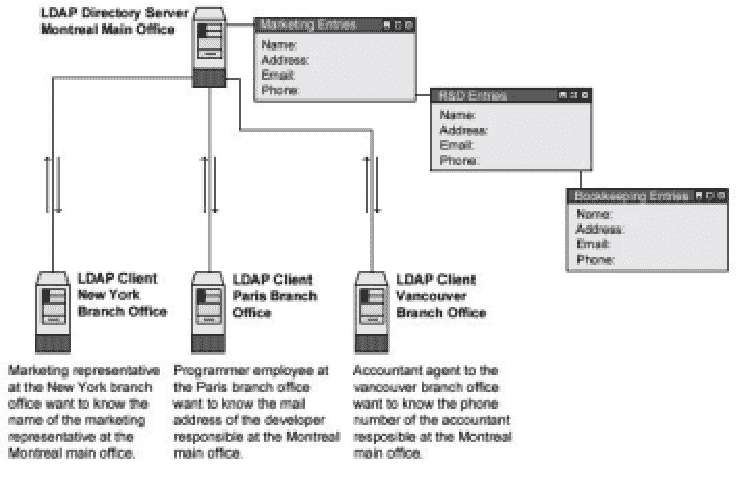 LDAP Directory Server
Montreal Main Office
Marketing Entries
Name:
Address:
Email:
Phone:
R&D Entries
Name:
Address:
Email:
Phone:
Bookkeeping Entries
Name:
Address:
Email:
Phone:
LDAP Client
New York
Branch Office
LDAP Client
Paris Branch
Office
LDAP Client
Vancouver
Branch Office
Marketing representative
at the New York branch
office want to know the
name of the marketing
representative at the
Montreal main office.
Programmer employee at
the Paris branch office
want to know the mail
address of the developer
responsible at the Montreal
main office.
Accountant agent to the
vancouver branch office
want to know the phone
number of the accountant
resposible at the Montreal
main office.